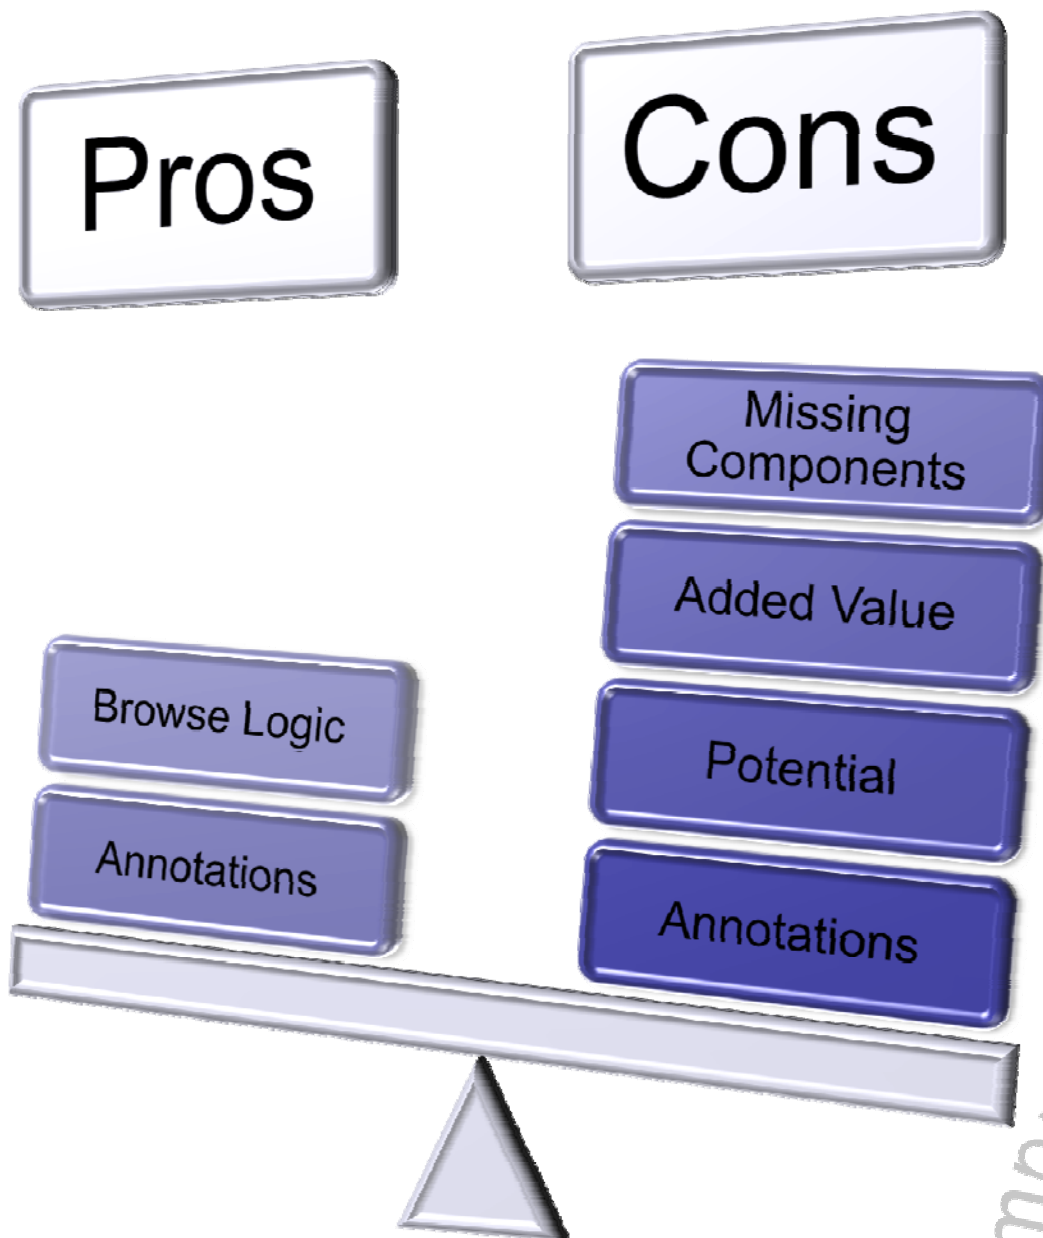 Pros
Cons
Browse Logic
Annotations
Missing
Components
Added Value
Potential
Annotations